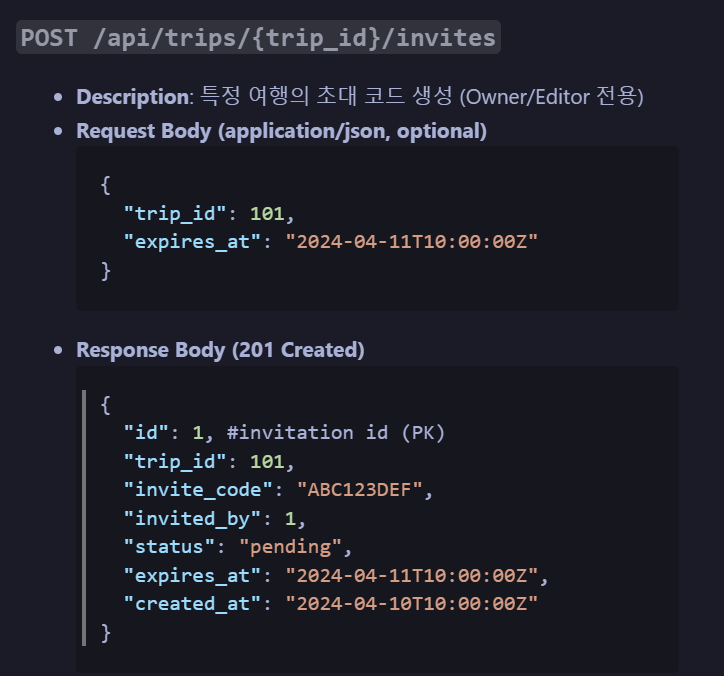 POST /api/trips/{trip_id}/invites
Description: 특정 여행의 초대 코드 생성 (Owner/Editor 전용)
Request Body (application/json, optional)
{
"trip_id": 101,
"expires_at": "2024-04-11T10:00:00Z"
}
Response Body (201 Created)
{
"id": 1, #invitation id (PK)
"trip_id": 101,
"invite_code": "ABC123DEF",
"invited_by": 1,
"status": "pending",
"expires_at": "2024-04-11T10:00:00Z",
"created_at": "2024-04-10T10:00:00Z"
}